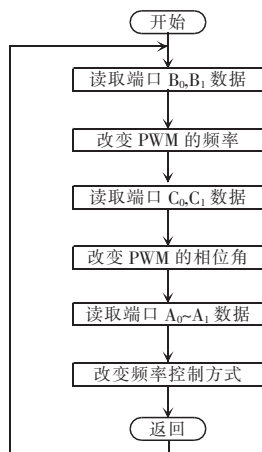 开始
读取端口 B₀,B₁ 数据
改变 PWM 的频率
读取端口 C₀,C₁ 数据
改变 PWM 的相位角
读取端口 A₀~A₁ 数据
改变频率控制方式
返回